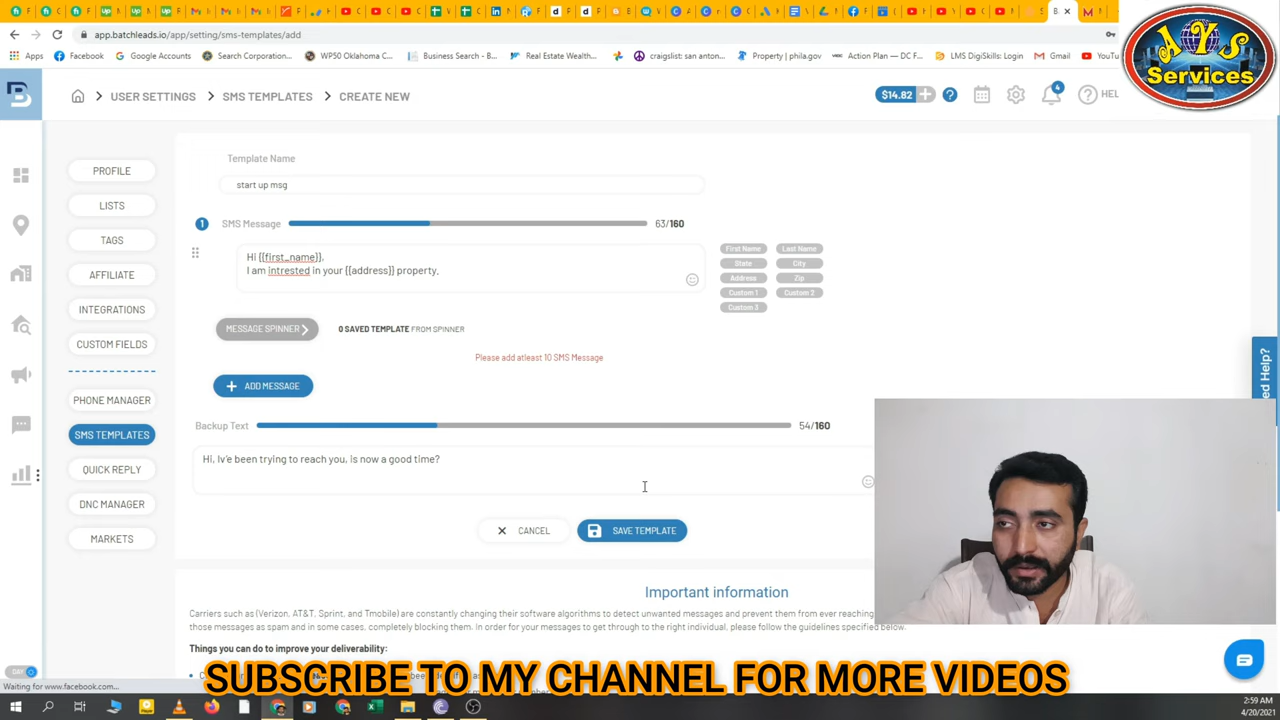 app.batchleads.io/app/setting/sms-templates/add
Apps Facebook Google Accounts Search Corporation... WP50 Oklahoma C... Business Search - B... Real Estate Wealth... craigslist: san anton... Property | phila.gov Action Plan — DC F... LMS DigiSkills: Login Gmail YouTu
AYS
Services
USER SETTINGS > SMS TEMPLATES > CREATE NEW
$14.82 + ? 4 HEL
PROFILE
LISTS
TAGS
AFFILIATE
INTEGRATIONS
CUSTOM FIELDS
PHONE MANAGER
SMS TEMPLATES
QUICK REPLY
DNC MANAGER
MARKETS
Template Name
start up msg
1 SMS Message 63/160
Hi {{first_name}},
I am intrested in your {{address}} property.
First Name Last Name
State City
Address Zip
Custom 1 Custom 2
Custom 3
MESSAGE SPINNER 0 SAVED TEMPLATE FROM SPINNER
Please add atleast 10 SMS Message
+ ADD MESSAGE
Backup Text 54/160
Hi, Iv'e been trying to reach you, is now a good time?
X CANCEL SAVE TEMPLATE
ed Help?
Important information
Carriers such as (Verizon, AT&T, Sprint, and Tmobile) are constantly changing their software algorithms to detect unwanted messages and prevent them from ever reaching
those messages as spam and in some cases, completely blocking them. In order for your messages to get through to the right individual, please follow the guidelines specified below.
Things you can do to improve your deliverability:
SUBSCRIBE TO MY CHANNEL FOR MORE VIDEOS
DAY
Waiting for www.facebook.com...
2:59 AM
4/20/2021